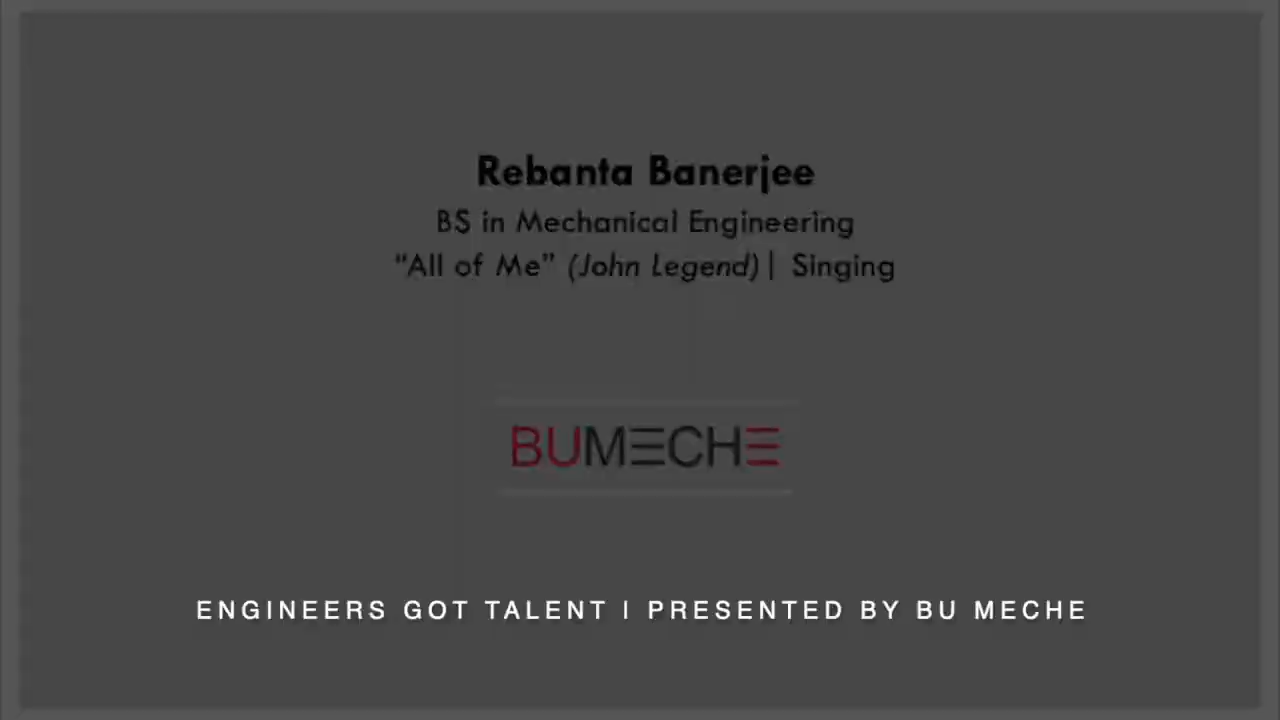 Rebanta Banerjee
BS in Mechanical Engineering
“All of Me” (John Legend)| Singing
BUMECHE
ENGINEERS GOT TALENT | PRESENTED BY BU MECHE